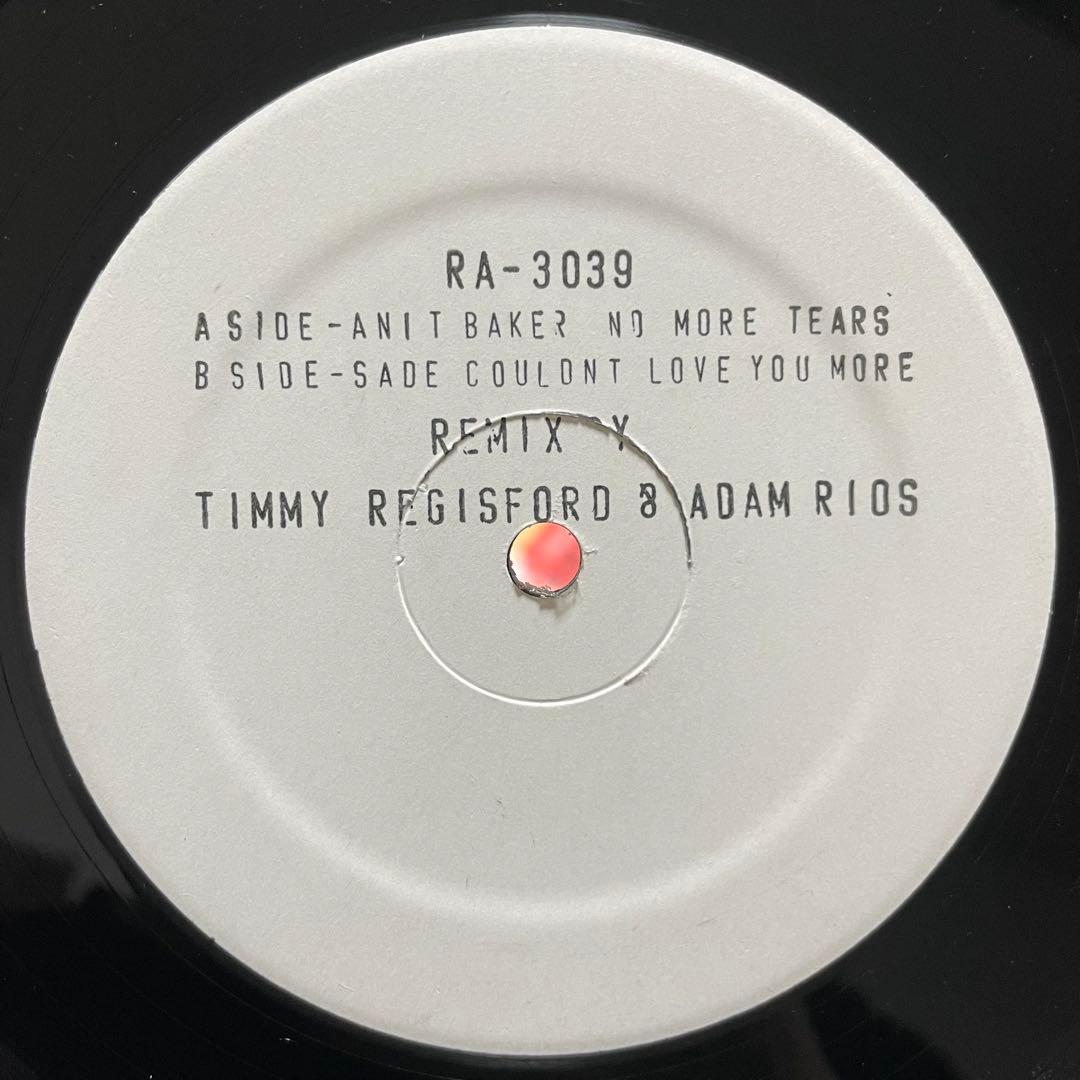 RA-3039
A SIDE-ANIT BAKER NO MORE TEARS
B SIDE-SADE COULDNT LOVE YOU MORE
REMIX BY
TIMMY REGISFORD & ADAM RIOS